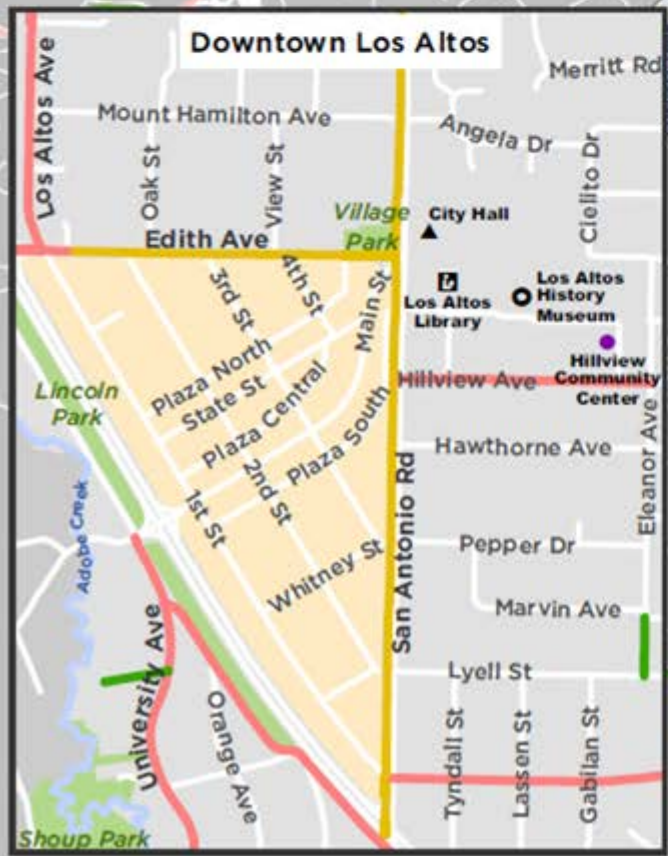 Downtown Los Altos
Los Altos Ave
Merritt Rd
Mount Hamilton Ave
Angela Dr
Oak St
View St
Cielito Dr
Village
Park
City Hall
Edith Ave
3rd St
4th St
Main St
Los Altos
Library
Los Altos
History
Museum
Plaza North
State St
Plaza Central
Plaza South
Hillview Ave
Hillview
Community
Center
Lincoln
Park
Hawthorne Ave
Eleanor Ave
Adobe Creek
1st St
2nd St
San Antonio Rd
Whitney St
Pepper Dr
Marvin Ave
University Ave
Lyell St
Orange Ave
Tyndall St
Lassen St
Gabilan St
Shoup Park